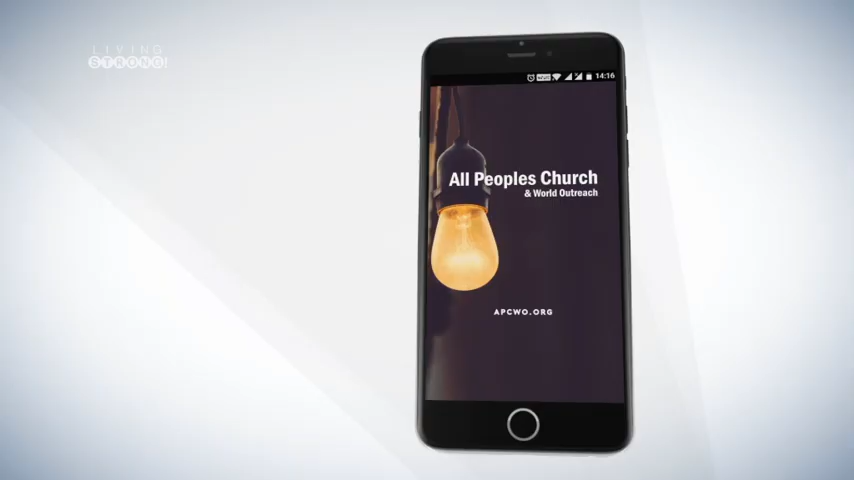 LIVING
STRONG!
14:16
All Peoples Church
& World Outreach
APCWO.ORG